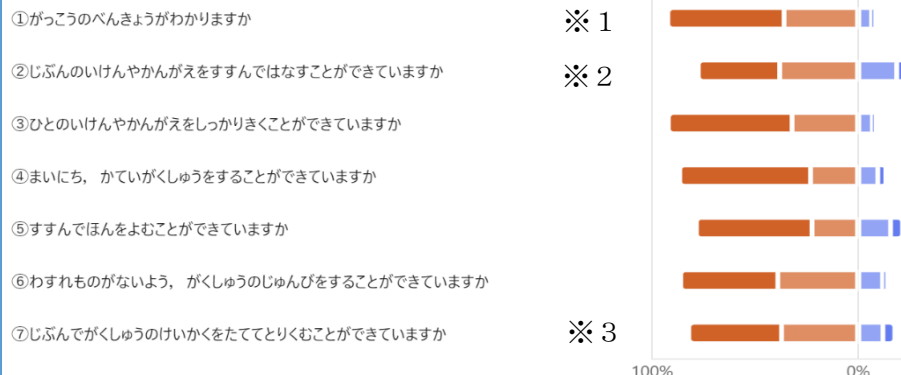 ①がっこうのべんきょうがわかりますか ※１
②じぶんのいけんやかんがえをすすんではなすことができていますか ※２
③ひとのいけんやかんがえをしっかりきくことができていますか
④まいにち，かていがくしゅうをすることができていますか
⑤すすんでほんをよむことができていますか
⑥わすれものがないよう，がくしゅうのじゅんびをすることができていますか
⑦じぶんでがくしゅうのけいかくをたててとりくむことができていますか ※３
100% 0%